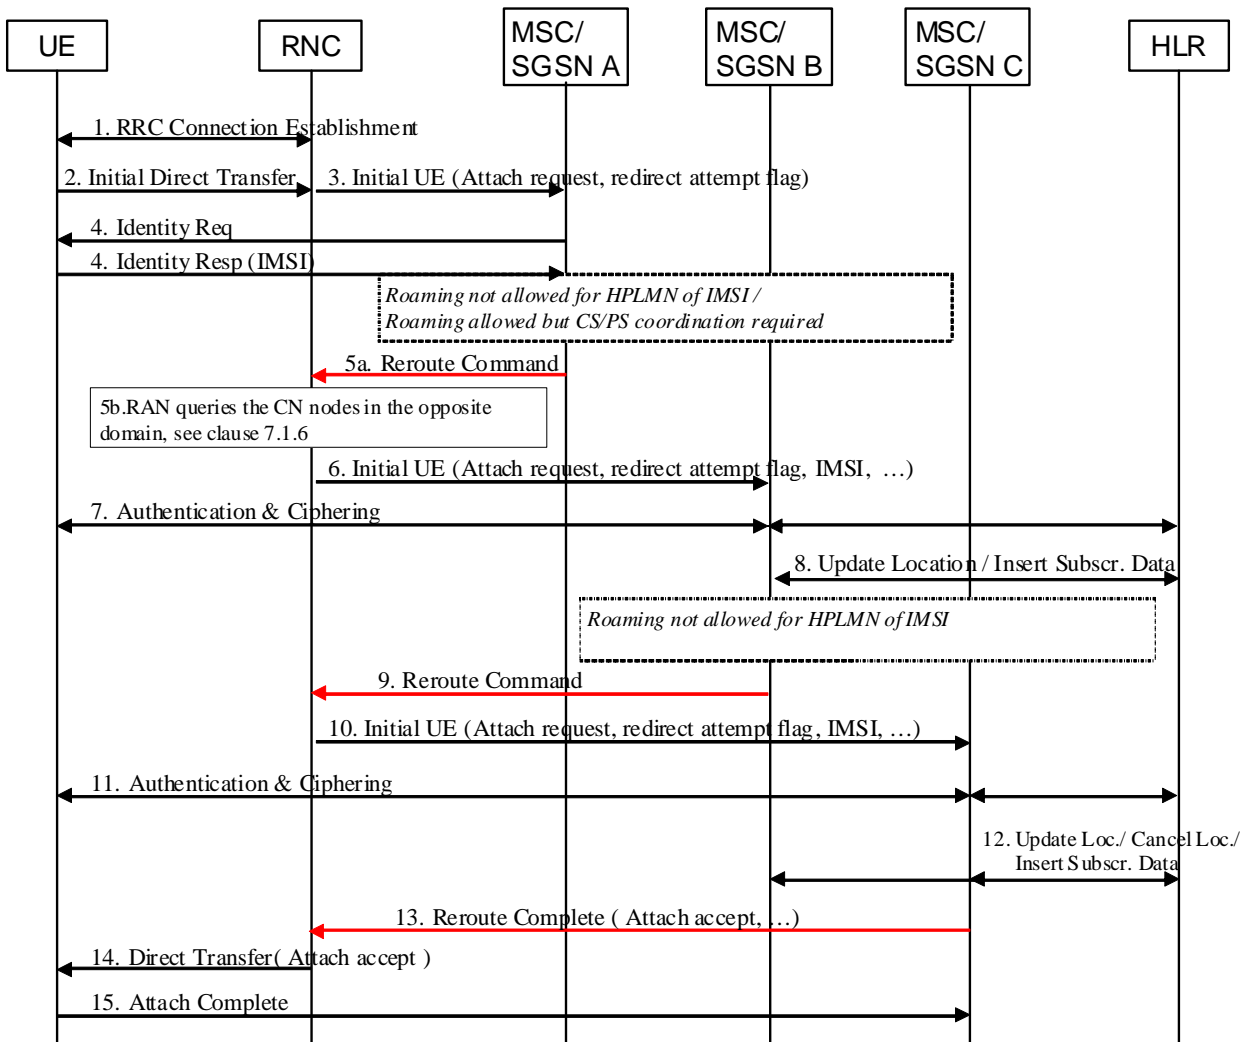 UE
RNC
MSC/
SGSN A
MSC/
SGSN B
MSC/
SGSN C
HLR
1. RRC Connection Establishment
2. Initial Direct Transfer
3. Initial UE (Attach request, redirect attempt flag)
4. Identity Req
4. Identity Resp (IMSI)
Roaming not allowed for HPLMN of IMSI /
Roaming allowed but CS/PS coordination required
5a. Reroute Command
5b.RAN queries the CN nodes in the opposite
domain, see clause 7.1.6
6. Initial UE (Attach request, redirect attempt flag, IMSI, …)
7. Authentication & Ciphering
8. Update Location / Insert Subscr. Data
Roaming not allowed for HPLMN of IMSI
9. Reroute Command
10. Initial UE (Attach request, redirect attempt flag, IMSI, …)
11. Authentication & Ciphering
12. Update Loc./ Cancel Loc./
Insert Subscr. Data
13. Reroute Complete ( Attach accept, …)
14. Direct Transfer( Attach accept )
15. Attach Complete